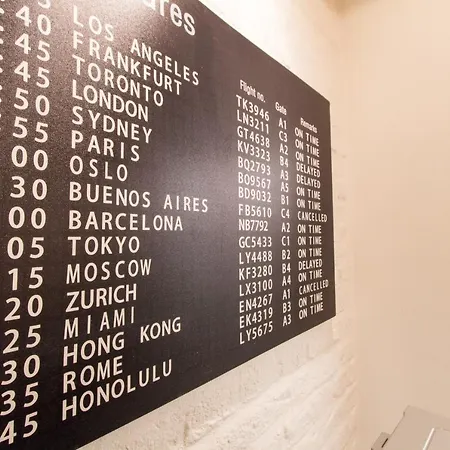 ures
Flight no. Gate Remarks
LOS ANGELES TK3946 A1 ON TIME
40 FRANKFURT LN3211 C3 ON TIME
45 TORONTO GT4638 A2 ON TIME
45 LONDON KV3323 B4 DELAYED
50 SYDNEY BQ2793 A3 DELAYED
55 PARIS BO9567 A5 ON TIME
00 OSLO BD9032 B1 ON TIME
30 BUENOS AIRES FB5610 C4 CANCELLED
00 BARCELONA NB7792 A2 ON TIME
05 TOKYO GC5433 C1 ON TIME
15 MOSCOW LY4488 B2 ON TIME
20 ZURICH KF3280 B4 DELAYED
25 MIAMI LX3100 A4 ON TIME
30 HONG KONG EN4267 A1 CANCELLED
35 ROME EK4319 B3 ON TIME
45 HONOLULU LY5675 A3 ON TIME